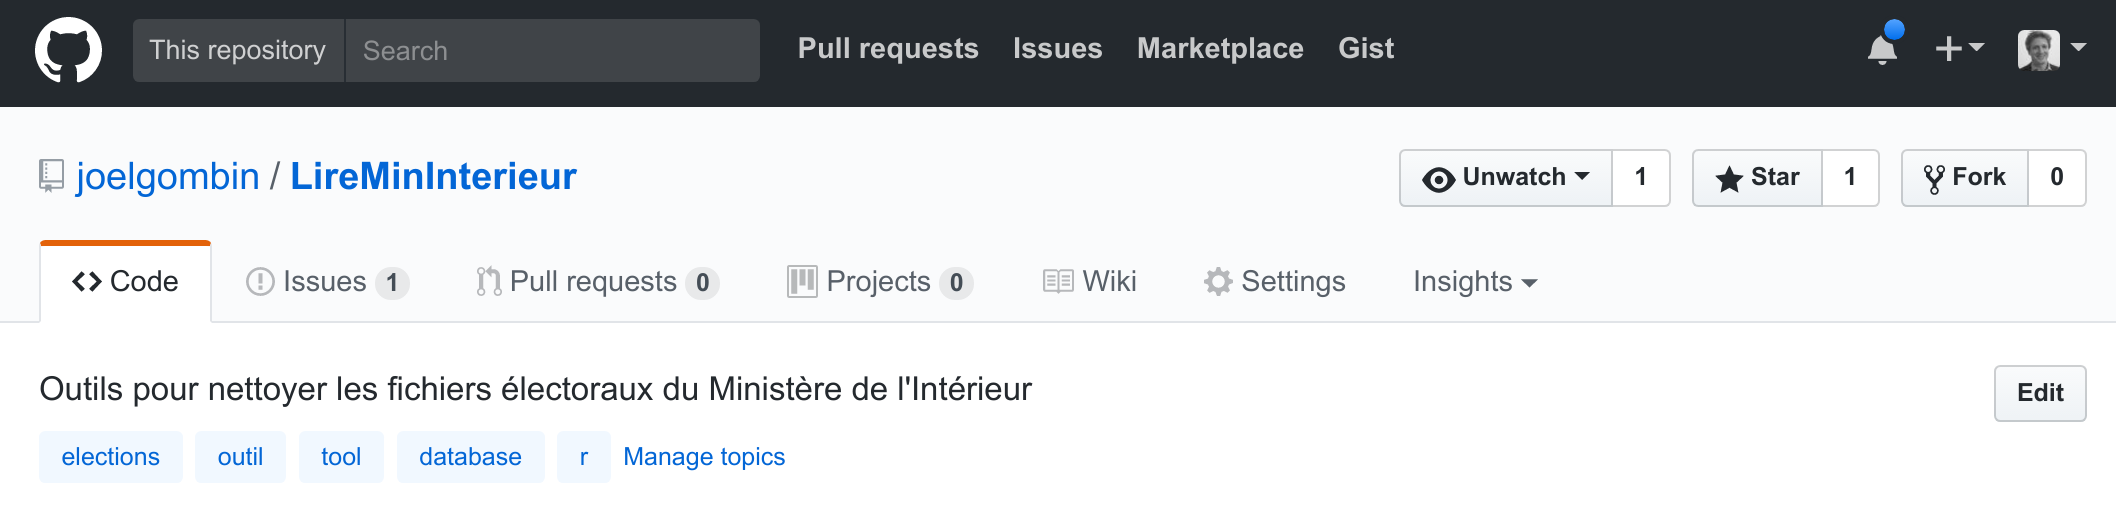 This repository Search Pull requests Issues Marketplace Gist
joelgombin / LireMinInterieur Unwatch 1 Star 1 Fork 0
Code Issues 1 Pull requests 0 Projects 0 Wiki Settings Insights
Outils pour nettoyer les fichiers électoraux du Ministère de l'Intérieur Edit
elections outil tool database r Manage topics